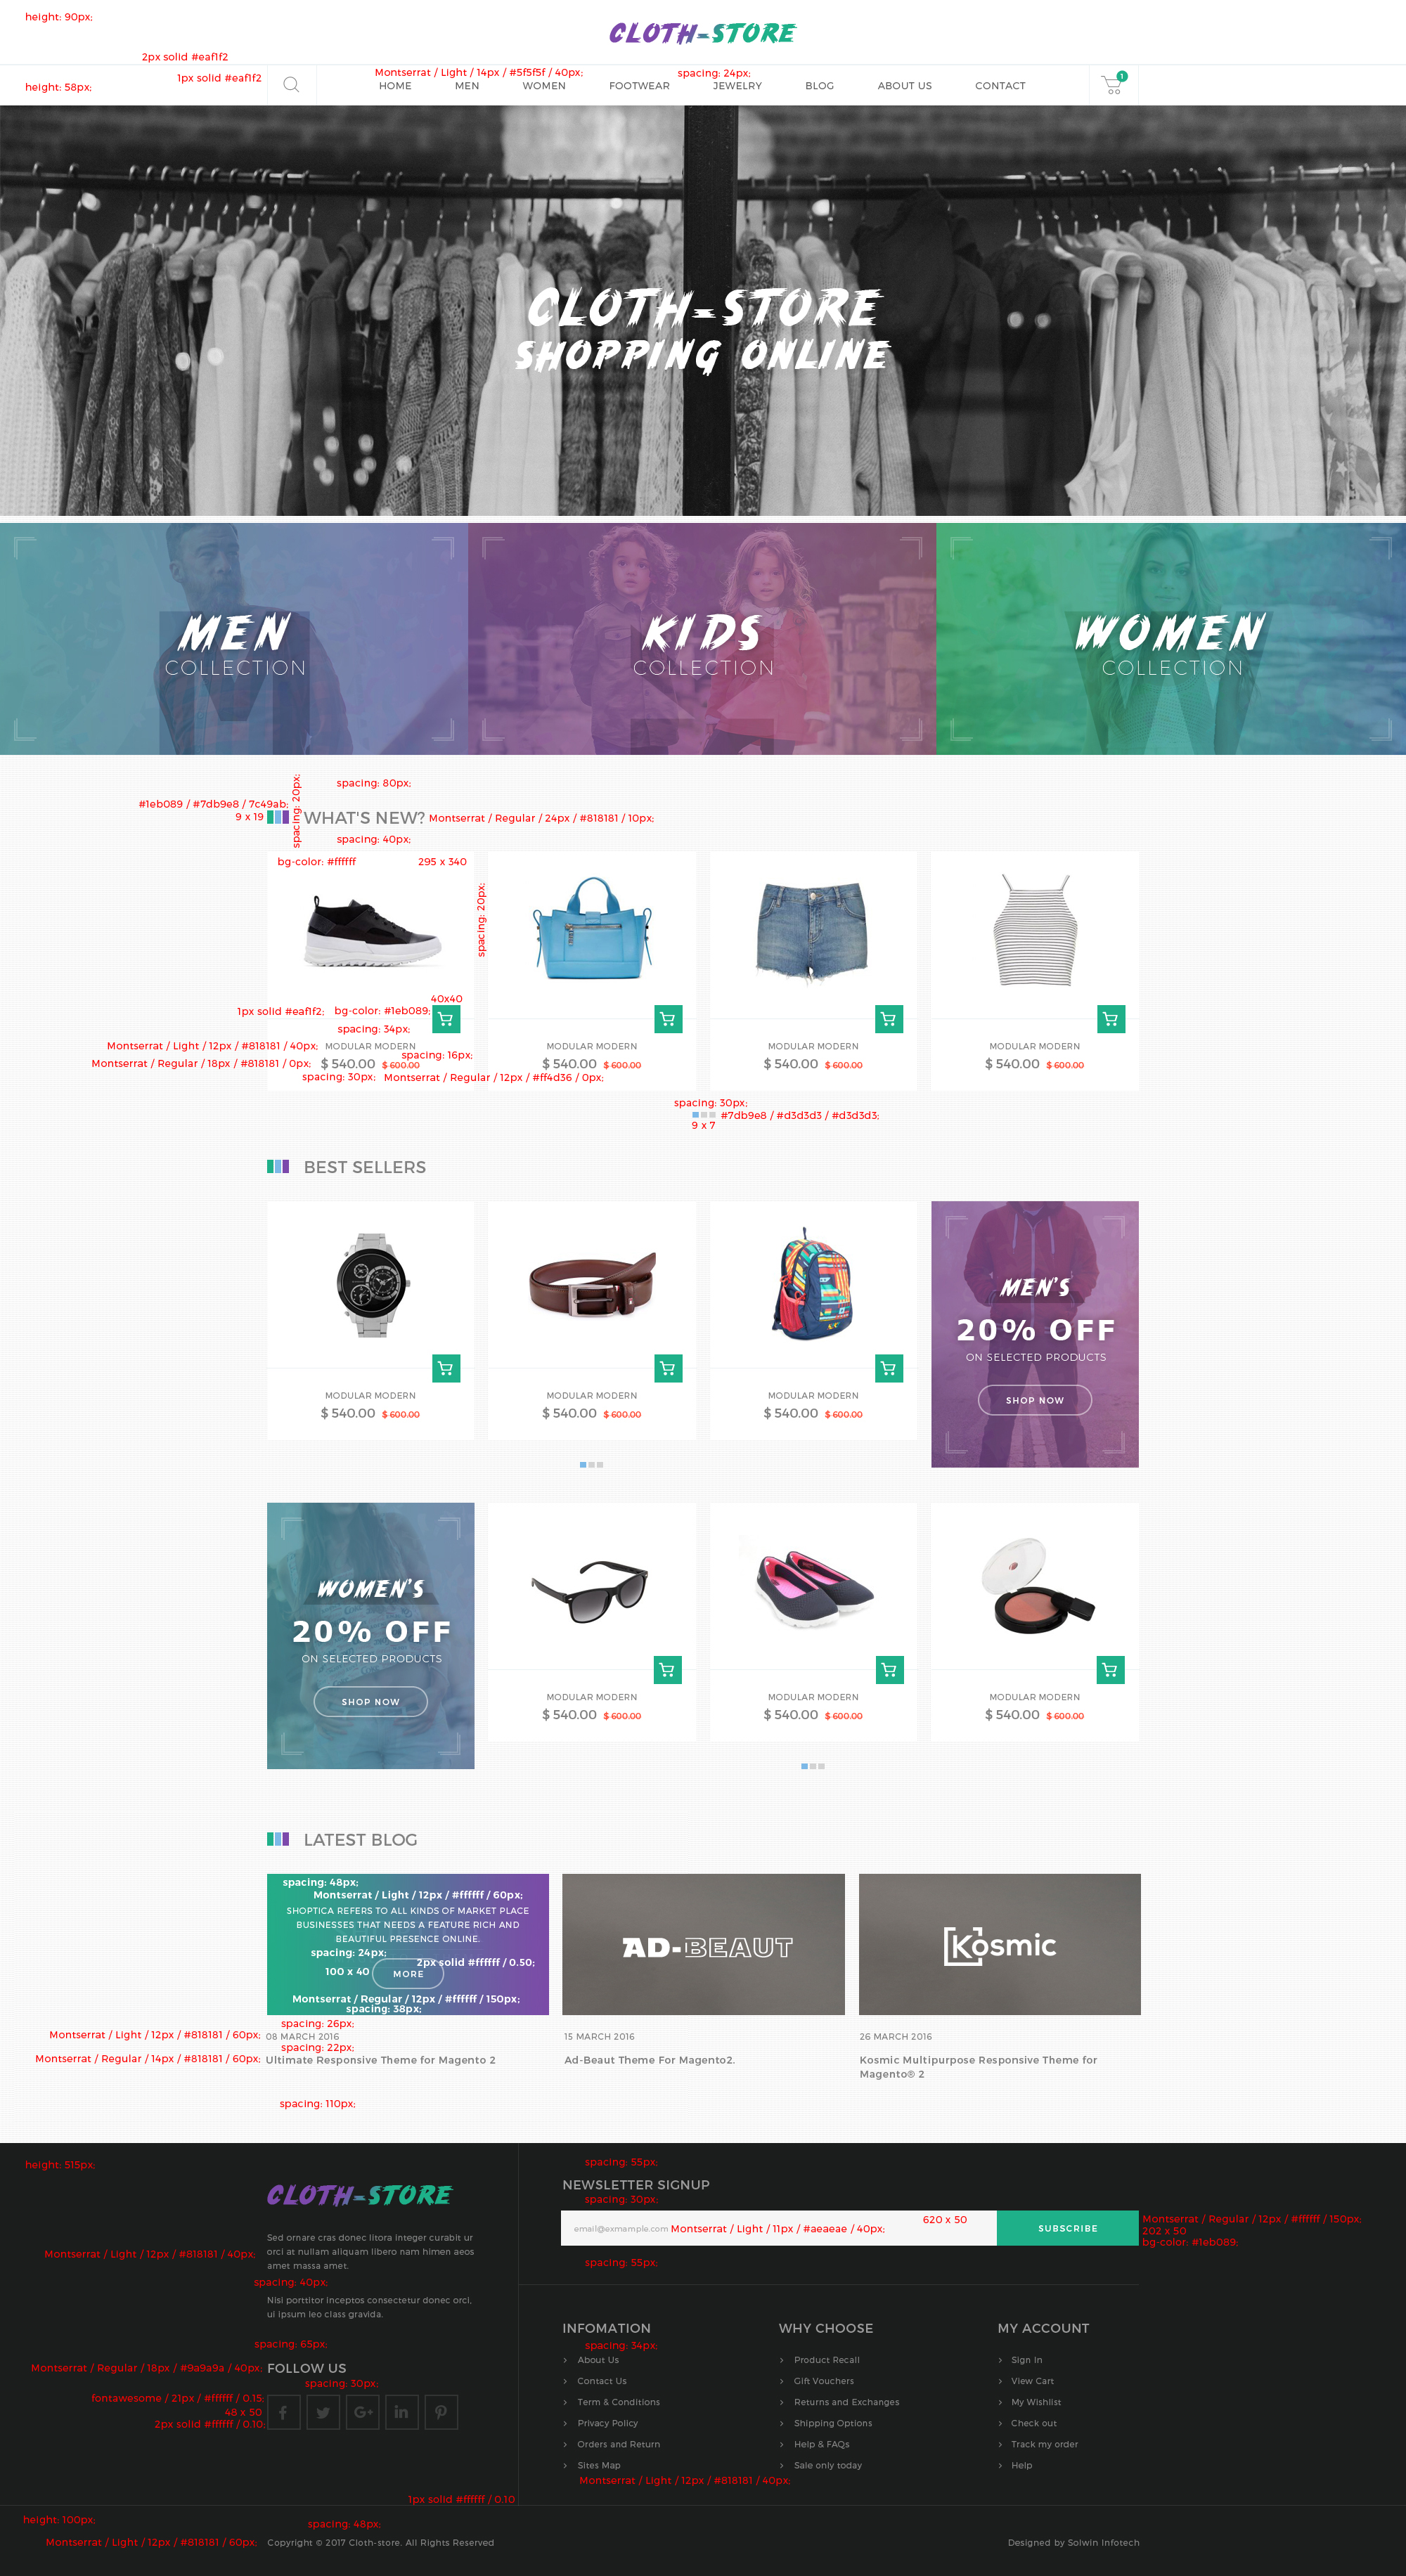 height: 90px;
CLOTH-STORE
2px solid #eaf1f2
1px solid #eaf1f2
height: 58px;
Montserrat / Light / 14px / #5f5f5f / 40px;
spacing: 24px;
HOME MEN WOMEN FOOTWEAR JEWELRY BLOG ABOUT US CONTACT
1
CLOTH-STORE
SHOPPING ONLINE
MEN
COLLECTION
KIDS
COLLECTION
WOMEN
COLLECTION
spacing: 80px;
spacing: 20px;
#1eb089 / #7db9e8 / 7c49ab;
9 x 19
WHAT'S NEW?
Montserrat / Regular / 24px / #818181 / 10px;
spacing: 40px;
bg-color: #ffffff
295 x 340
spacing: 20px;
40x40
1px solid #eaf1f2;
bg-color: #1eb089;
spacing: 34px;
Montserrat / Light / 12px / #818181 / 40px;
MODULAR MODERN
MODULAR MODERN
MODULAR MODERN
MODULAR MODERN
spacing: 16px;
Montserrat / Regular / 18px / #818181 / 0px;
$ 540.00 $ 600.00
$ 540.00 $ 600.00
$ 540.00 $ 600.00
$ 540.00 $ 600.00
spacing: 30px;
Montserrat / Regular / 12px / #ff4d36 / 0px;
spacing: 30px;
#7db9e8 / #d3d3d3 / #d3d3d3;
9 x 7
BEST SELLERS
MODULAR MODERN
$ 540.00 $ 600.00
MODULAR MODERN
$ 540.00 $ 600.00
MODULAR MODERN
$ 540.00 $ 600.00
MEN'S
20% OFF
ON SELECTED PRODUCTS
SHOP NOW
WOMEN'S
20% OFF
ON SELECTED PRODUCTS
SHOP NOW
MODULAR MODERN
$ 540.00 $ 600.00
MODULAR MODERN
$ 540.00 $ 600.00
MODULAR MODERN
$ 540.00 $ 600.00
LATEST BLOG
spacing: 48px;
Montserrat / Light / 12px / #ffffff / 60px;
SHOPTICA REFERS TO ALL KINDS OF MARKET PLACE
BUSINESSES THAT NEEDS A FEATURE RICH AND
BEAUTIFUL PRESENCE ONLINE.
spacing: 24px;
2px solid #ffffff / 0.50;
100 x 40
MORE
Montserrat / Regular / 12px / #ffffff / 150px;
spacing: 38px;
AD-BEAUT
Kosmic
spacing: 26px;
Montserrat / Light / 12px / #818181 / 60px;
08 MARCH 2016
spacing: 22px;
Montserrat / Regular / 14px / #818181 / 60px;
Ultimate Responsive Theme for Magento 2
15 MARCH 2016
Ad-Beaut Theme For Magento2.
26 MARCH 2016
Kosmic Multipurpose Responsive Theme for
Magento® 2
spacing: 110px;
height: 515px;
CLOTH-STORE
Sed ornare cras donec litora integer curabit ur
orci at nullam aliquam libero nam himen aeos
amet massa amet.
Montserrat / Light / 12px / #818181 / 40px;
spacing: 40px;
Nisi porttitor inceptos consectetur donec orci,
ui ipsum leo class gravida.
spacing: 65px;
Montserrat / Regular / 18px / #9a9a9a / 40px;
FOLLOW US
spacing: 30px;
fontawesome / 21px / #ffffff / 0.15;
48 x 50
2px solid #ffffff / 0.10;
1px solid #ffffff / 0.10
spacing: 55px;
NEWSLETTER SIGNUP
spacing: 30px;
email@exmample.com
Montserrat / Light / 11px / #aeaeae / 40px;
620 x 50
SUBSCRIBE
Montserrat / Regular / 12px / #ffffff / 150px;
202 x 50
bg-color: #1eb089;
spacing: 55px;
INFOMATION
spacing: 34px;
About Us
Contact Us
Term & Conditions
Privacy Policy
Orders and Return
Sites Map
WHY CHOOSE
Product Recall
Gift Vouchers
Returns and Exchanges
Shipping Options
Help & FAQs
Sale only today
MY ACCOUNT
Sign In
View Cart
My Wishlist
Check out
Track my order
Help
Montserrat / Light / 12px / #818181 / 40px;
height: 100px;
spacing: 48px;
Montserrat / Light / 12px / #818181 / 60px;
Copyright © 2017 Cloth-store. All Rights Reserved
Designed by Solwin Infotech